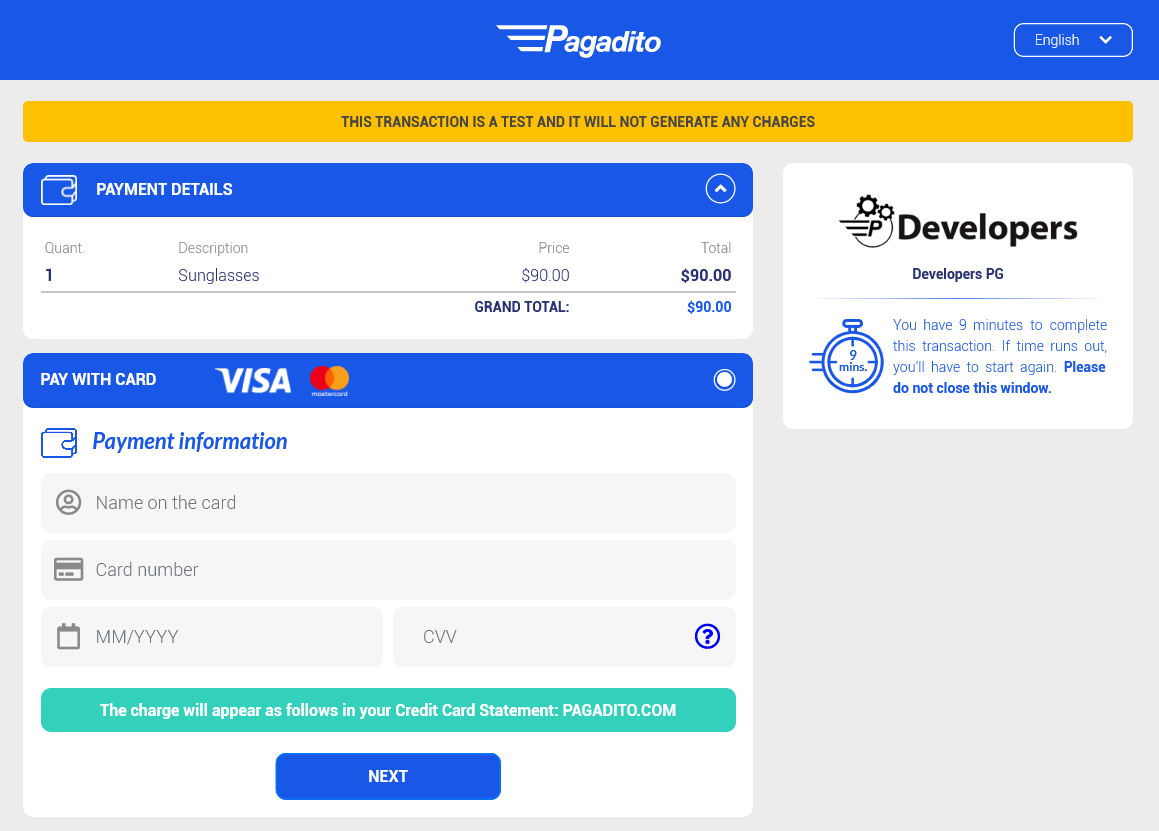 Pagadito
English
THIS TRANSACTION IS A TEST AND IT WILL NOT GENERATE ANY CHARGES
PAYMENT DETAILS
Quant. Description Price Total
1 Sunglasses $90.00 $90.00
GRAND TOTAL: $90.00
PAY WITH CARD VISA mastercard
Payment information
Name on the card
Card number
MM/YYYY CVV ?
The charge will appear as follows in your Credit Card Statement: PAGADITO.COM
NEXT
P Developers
Developers PG
9
mins.
You have 9 minutes to complete
this transaction. If time runs out,
you'll have to start again. Please
do not close this window.